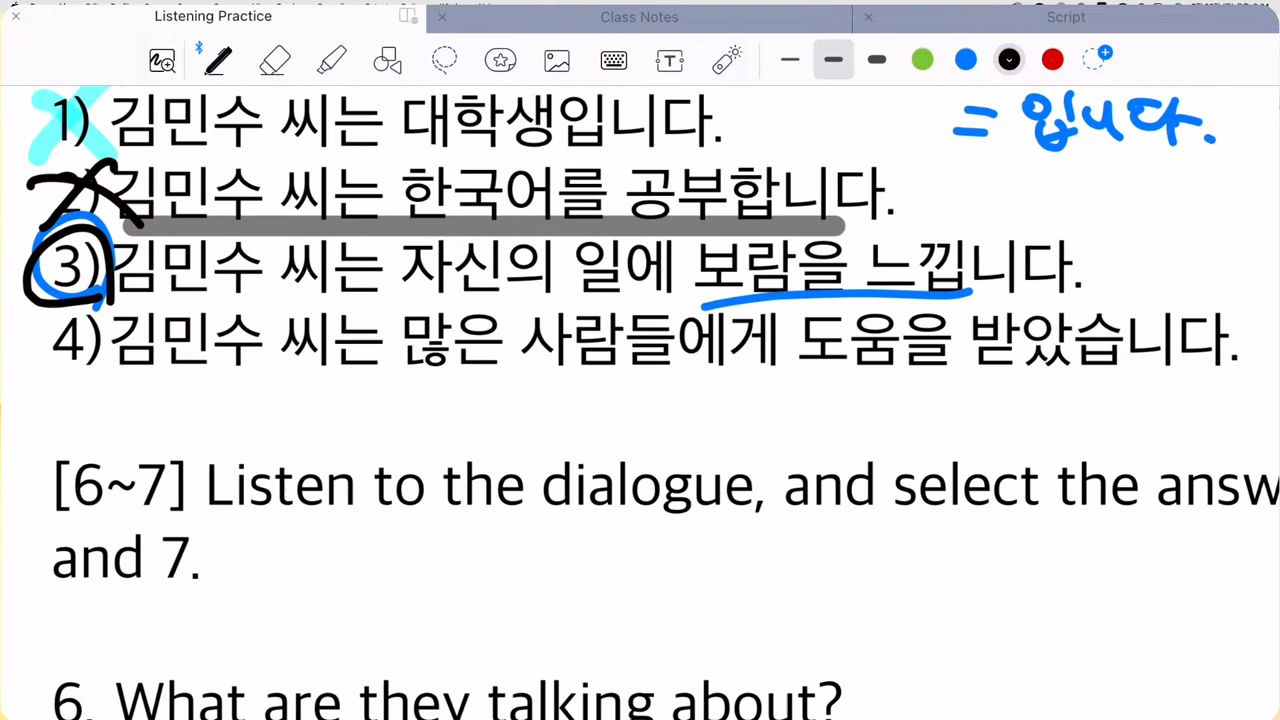 Listening Practice
Class Notes
Script
1) 김민수 씨는 대학생입니다.
= 입니다.
2) 김민수 씨는 한국어를 공부합니다.
3) 김민수 씨는 자신의 일에 보람을 느낍니다.
4) 김민수 씨는 많은 사람들에게 도움을 받았습니다.
[6~7] Listen to the dialogue, and select the answ
and 7.
6. What are they talking about?